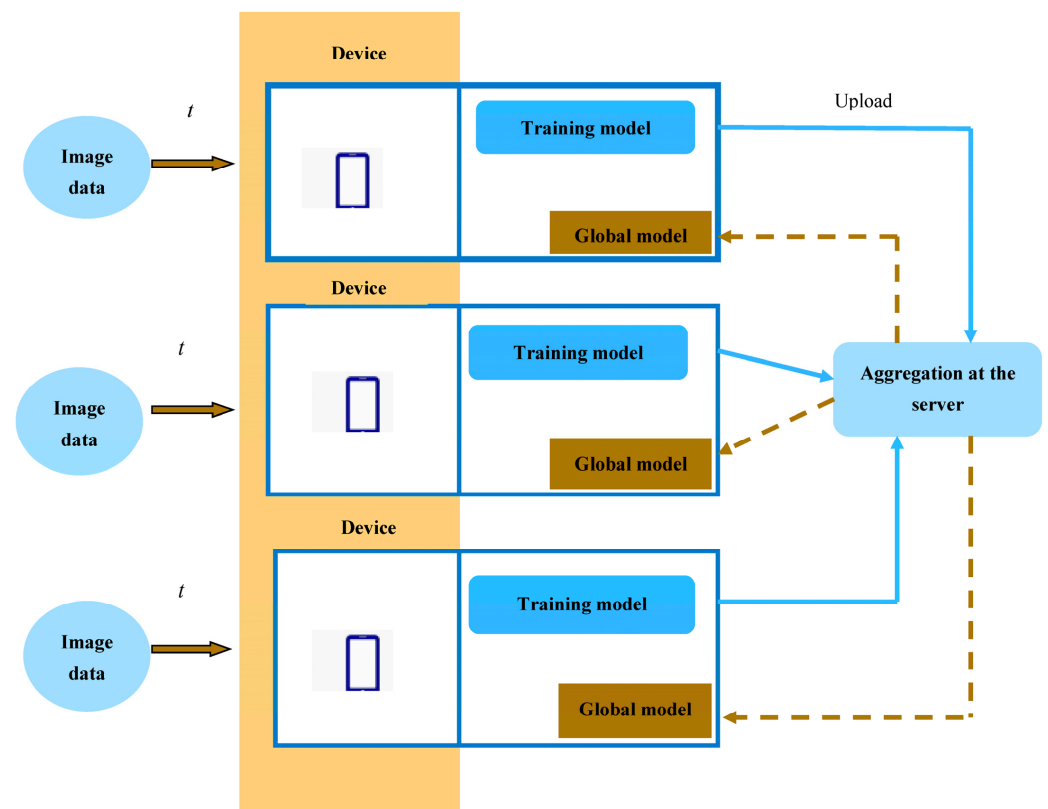 Device
t
Upload
Image
data
Training model
Global model
Device
t
Image
data
Training model
Aggregation at the
server
Global model
Device
t
Image
data
Training model
Global model